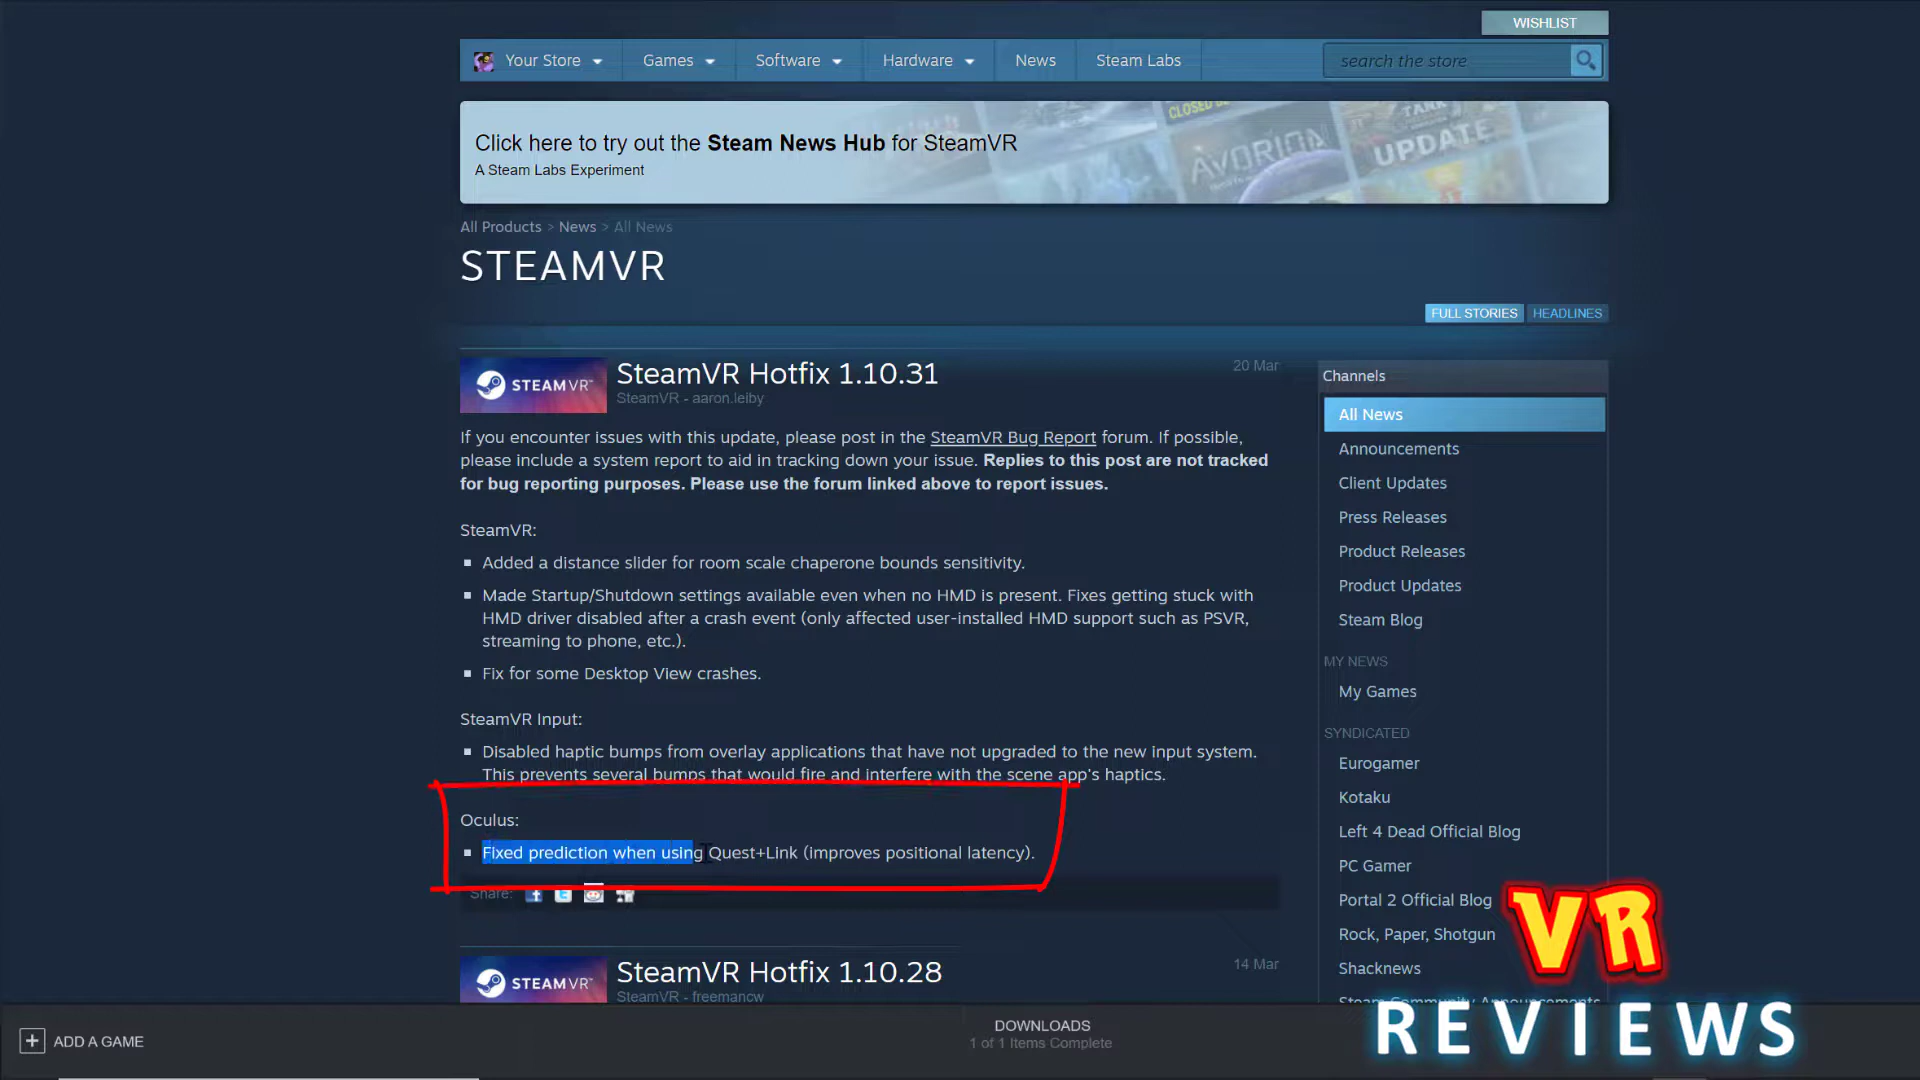 WISHLIST
Your Store Games Software Hardware News Steam Labs search the store
CLOSED BE
TANK
AVORION
UPDATE
Click here to try out the Steam News Hub for SteamVR
A Steam Labs Experiment
All Products > News > All News
STEAMVR
FULL STORIES HEADLINES
STEAMVR™
SteamVR Hotfix 1.10.31
20 Mar
SteamVR - aaron.leiby
If you encounter issues with this update, please post in the SteamVR Bug Report forum. If possible,
please include a system report to aid in tracking down your issue. Replies to this post are not tracked
for bug reporting purposes. Please use the forum linked above to report issues.
SteamVR:
Added a distance slider for room scale chaperone bounds sensitivity.
Made Startup/Shutdown settings available even when no HMD is present. Fixes getting stuck with
HMD driver disabled after a crash event (only affected user-installed HMD support such as PSVR,
streaming to phone, etc.).
Fix for some Desktop View crashes.
SteamVR Input:
Disabled haptic bumps from overlay applications that have not upgraded to the new input system.
This prevents several bumps that would fire and interfere with the scene app's haptics.
Oculus:
Fixed prediction when using Quest+Link (improves positional latency).
Share:
STEAMVR™
SteamVR Hotfix 1.10.28
14 Mar
SteamVR - freemancw
Channels
All News
Announcements
Client Updates
Press Releases
Product Releases
Product Updates
Steam Blog
MY NEWS
My Games
SYNDICATED
Eurogamer
Kotaku
Left 4 Dead Official Blog
PC Gamer
Portal 2 Official Blog
Rock, Paper, Shotgun
Shacknews
Steam Community Announcements
VR
REVIEWS
+ ADD A GAME
DOWNLOADS
1 of 1 Items Complete